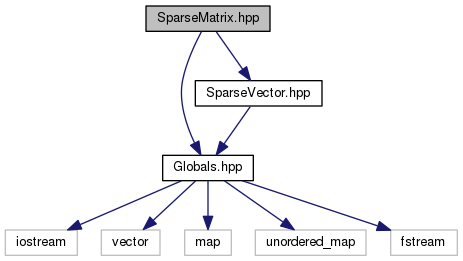 SparseMatrix.hpp
SparseVector.hpp
Globals.hpp
iostream
vector
map
unordered_map
fstream